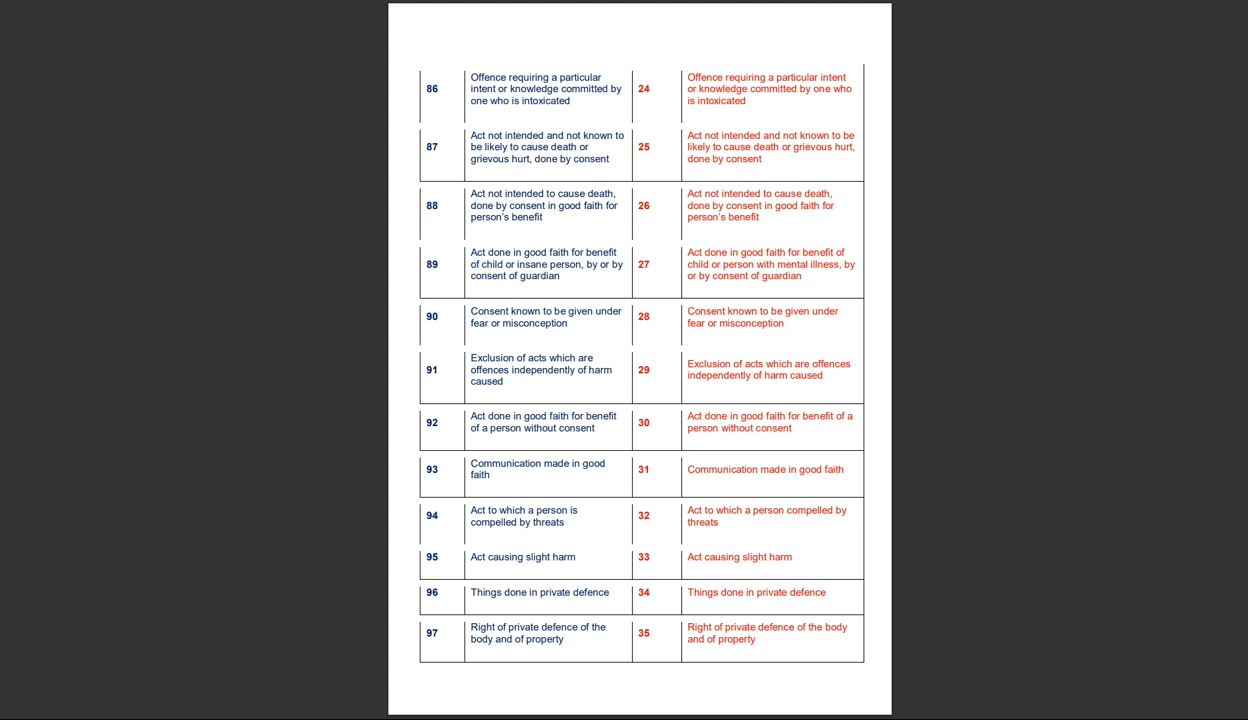 86
Offence requiring a particular
intent or knowledge committed by
one who is intoxicated
24
Offence requiring a particular intent
or knowledge committed by one who
is intoxicated
87
Act not intended and not known to
be likely to cause death or
grievous hurt, done by consent
25
Act not intended and not known to be
likely to cause death or grievous hurt,
done by consent
88
Act not intended to cause death,
done by consent in good faith for
person's benefit
26
Act not intended to cause death,
done by consent in good faith for
person's benefit
89
Act done in good faith for benefit
of child or insane person, by or by
consent of guardian
27
Act done in good faith for benefit of
child or person with mental illness, by
or by consent of guardian
90
Consent known to be given under
fear or misconception
28
Consent known to be given under
fear or misconception
91
Exclusion of acts which are
offences independently of harm
caused
29
Exclusion of acts which are offences
independently of harm caused
92
Act done in good faith for benefit
of a person without consent
30
Act done in good faith for benefit of a
person without consent
93
Communication made in good
faith
31
Communication made in good faith
94
Act to which a person is
compelled by threats
32
Act to which a person compelled by
threats
95
Act causing slight harm
33
Act causing slight harm
96
Things done in private defence
34
Things done in private defence
97
Right of private defence of the
body and of property
35
Right of private defence of the body
and of property